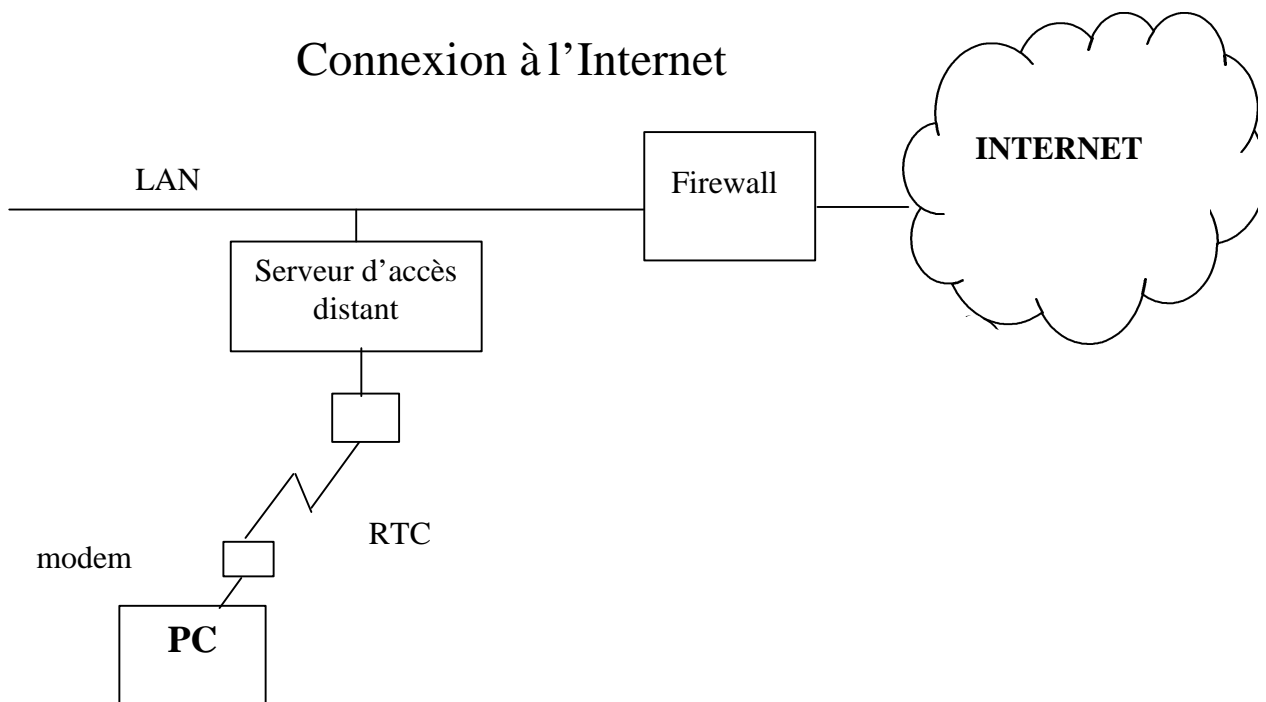 Connexion à l’Internet
INTERNET
LAN
Firewall
Serveur d’accès
distant
RTC
modem
PC